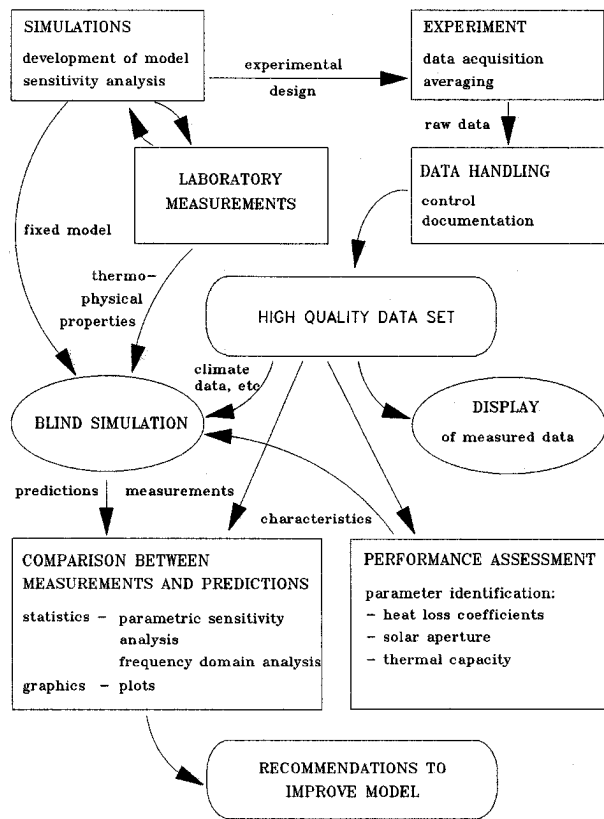 SIMULATIONS
development of model
sensitivity analysis
experimental
design
EXPERIMENT
data acquisition
averaging
raw data
LABORATORY
MEASUREMENTS
DATA HANDLING
control
documentation
fixed model
thermo-
physical
properties
HIGH QUALITY DATA SET
climate
data, etc
BLIND SIMULATION
DISPLAY
of measured data
predictions
measurements
characteristics
COMPARISON BETWEEN
MEASUREMENTS AND PREDICTIONS
statistics – parametric sensitivity
analysis
frequency domain analysis
graphics – plots
PERFORMANCE ASSESSMENT
parameter identification:
– heat loss coefficients
– solar aperture
– thermal capacity
RECOMMENDATIONS TO
IMPROVE MODEL